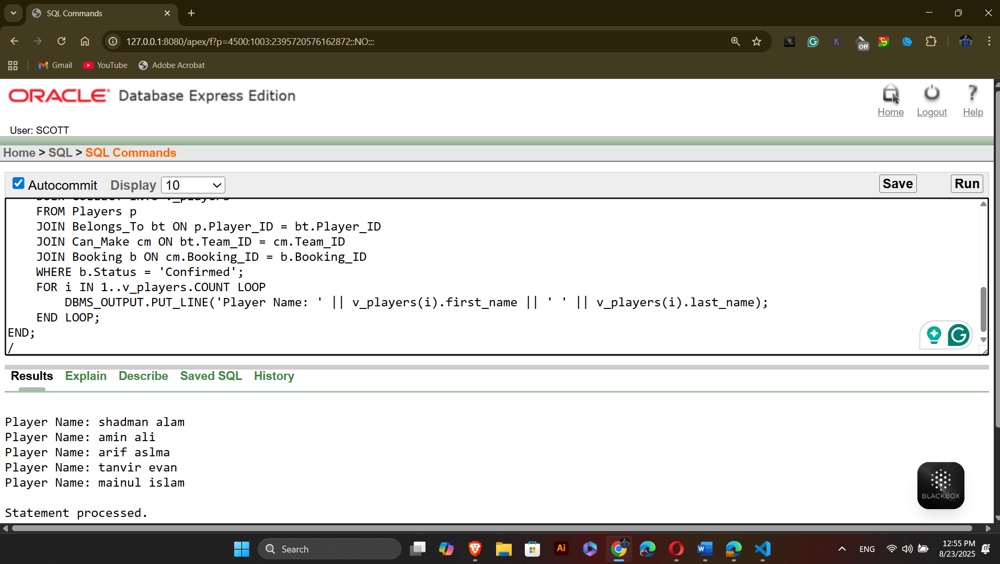 SQL Commands
127.0.0.1:8080/apex/f?p=4500:1003:2395720576162872::NO:::
Off
Gmail YouTube Adobe Acrobat
ORACLE Database Express Edition
Home Logout Help
User: SCOTT
Home > SQL > SQL Commands
Autocommit Display 10 Save Run
BULK COLLECT INTO v_players
FROM Players p
JOIN Belongs_To bt ON p.Player_ID = bt.Player_ID
JOIN Can_Make cm ON bt.Team_ID = cm.Team_ID
JOIN Booking b ON cm.Booking_ID = b.Booking_ID
WHERE b.Status = 'Confirmed';
FOR i IN 1..v_players.COUNT LOOP
DBMS_OUTPUT.PUT_LINE('Player Name: ' || v_players(i).first_name || ' ' || v_players(i).last_name);
END LOOP;
END;
/
Results Explain Describe Saved SQL History
Player Name: shadman alam
Player Name: amin ali
Player Name: arif aslma
Player Name: tanvir evan
Player Name: mainul islam
BLACKBOX
Statement processed.
Search
Ai
ENG
12:55 PM
8/23/2025